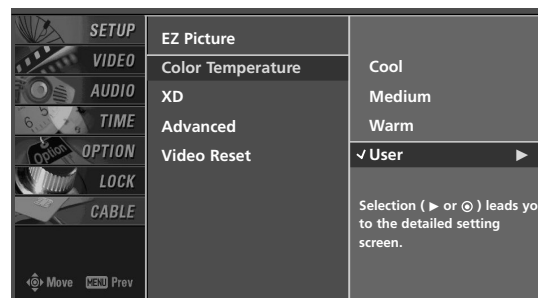 SETUP
VIDEO
AUDIO
TIME
OPTION
LOCK
CABLE
Move MENU Prev
EZ Picture
Color Temperature
XD
Advanced
Video Reset
Cool
Medium
Warm
✓ User ▶
Selection ( ▶ or ◉ ) leads yo
to the detailed setting
screen.